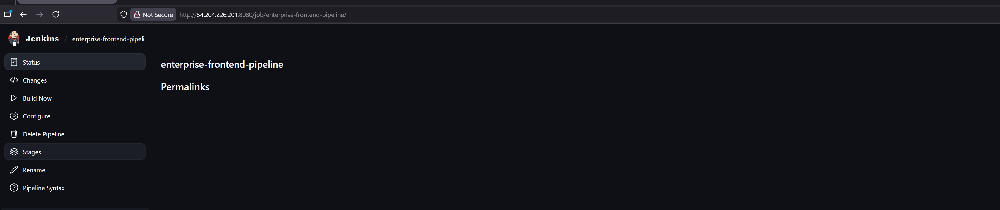 Not Secure http://54.204.226.201:8080/job/enterprise-frontend-pipeline/
Jenkins / enterprise-frontend-pipeli...
Status
Changes
Build Now
Configure
Delete Pipeline
Stages
Rename
Pipeline Syntax
enterprise-frontend-pipeline
Permalinks